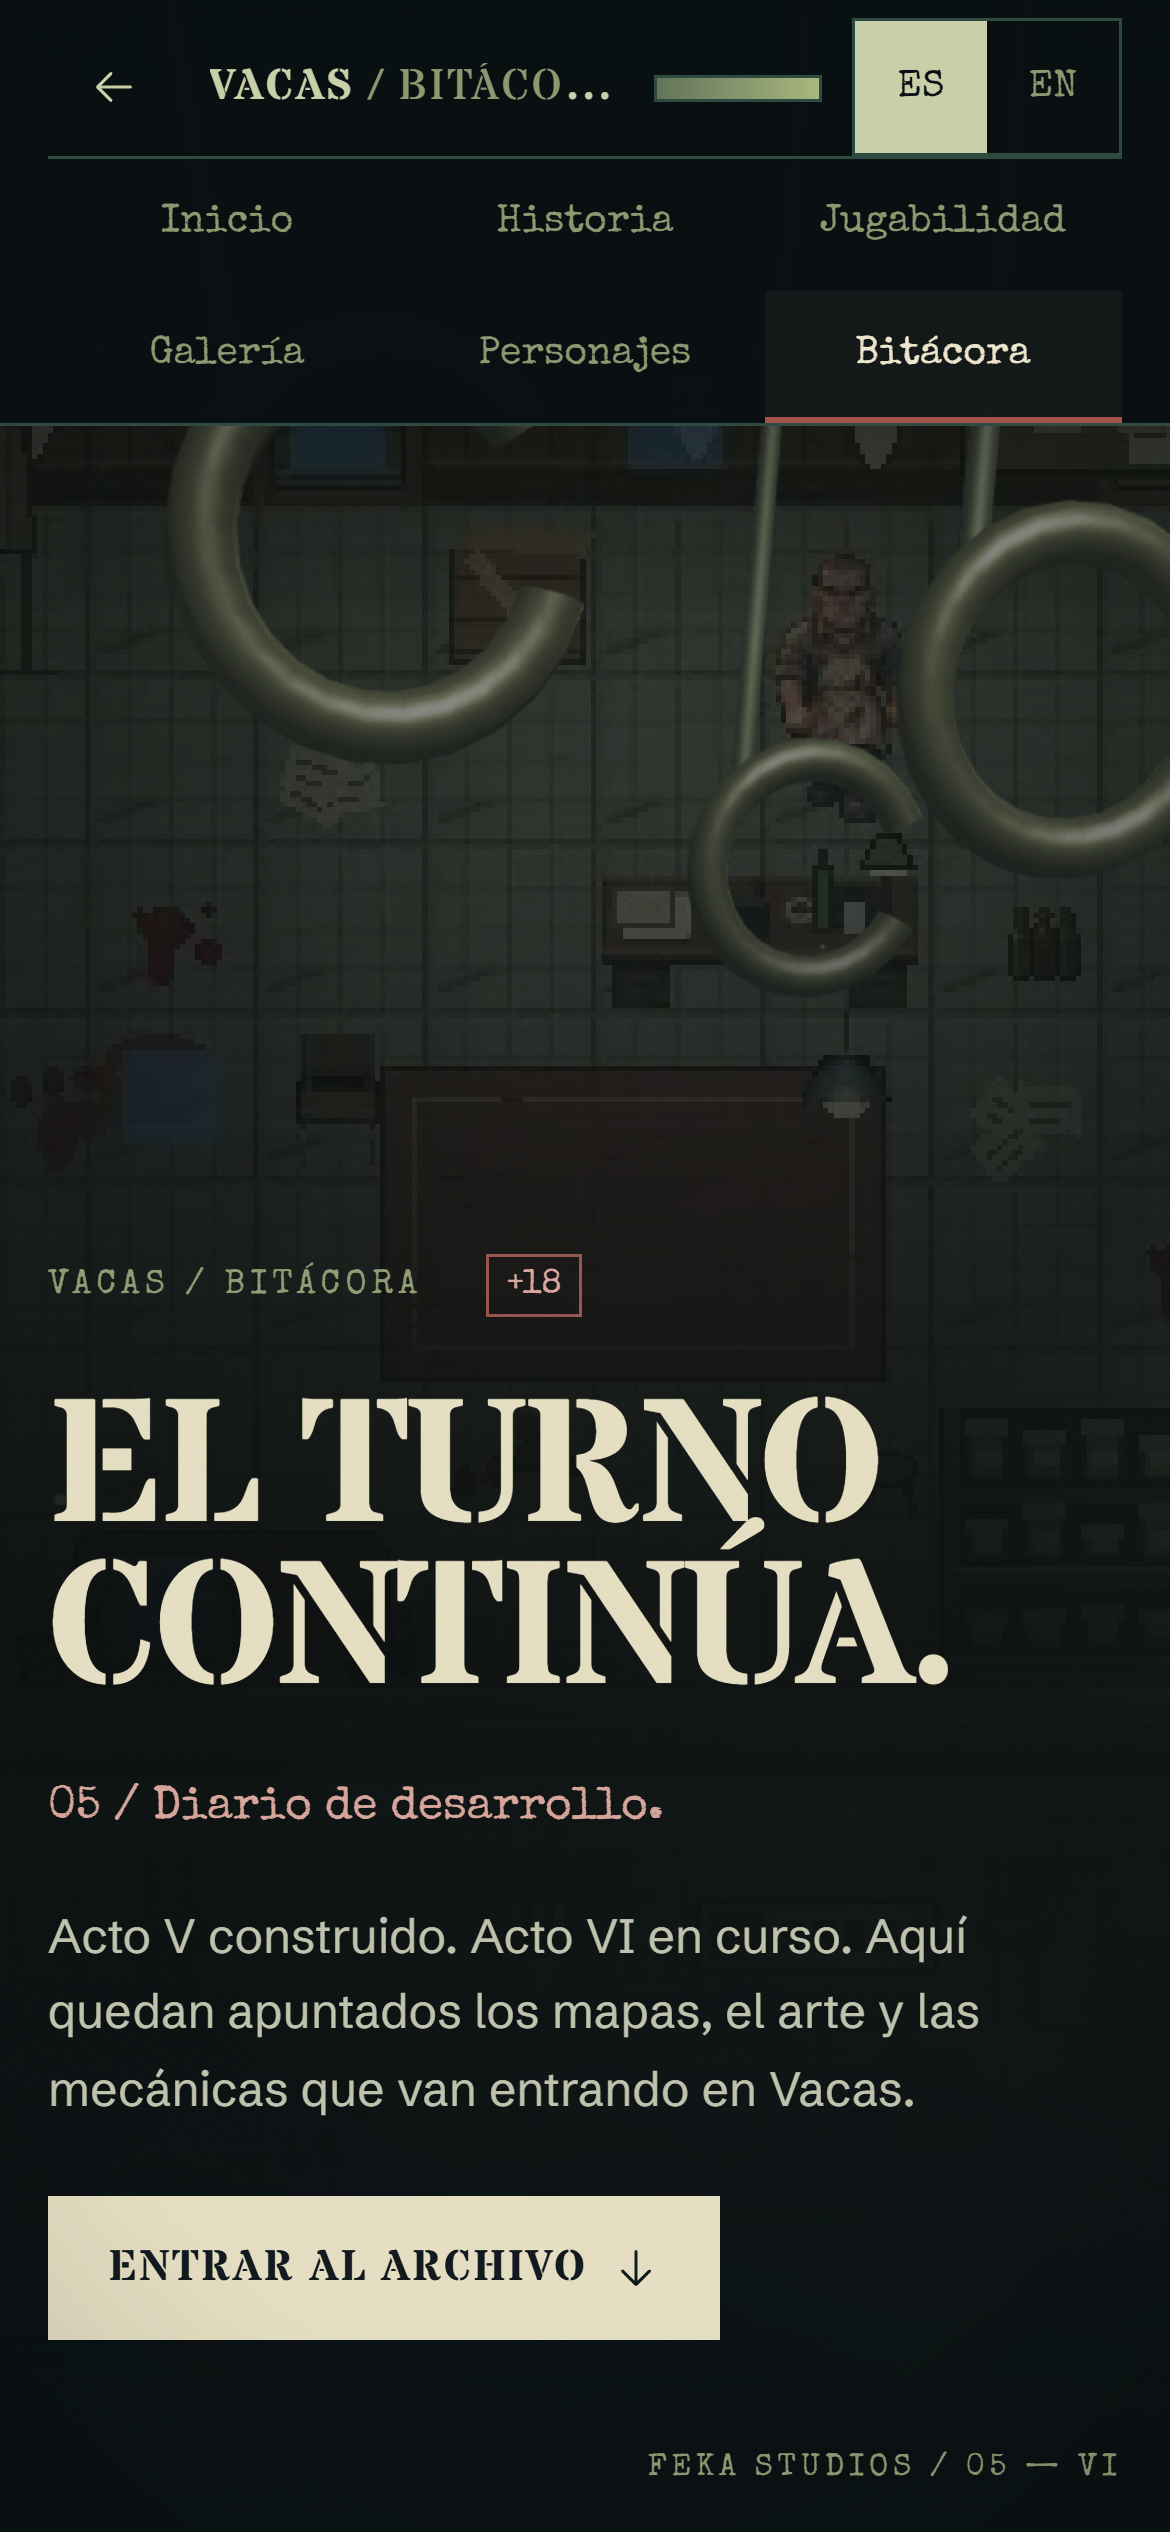 VACAS / BITÁCO...
ES EN
Inicio Historia Jugabilidad
Galería Personajes Bitácora
VACAS / BITÁCORA +18
EL TURNO
CONTINÚA.
05 / Diario de desarrollo.
Acto V construido. Acto VI en curso. Aquí
quedan apuntados los mapas, el arte y las
mecánicas que van entrando en Vacas.
ENTRAR AL ARCHIVO ↓
FEKA STUDIOS / 05 — VI